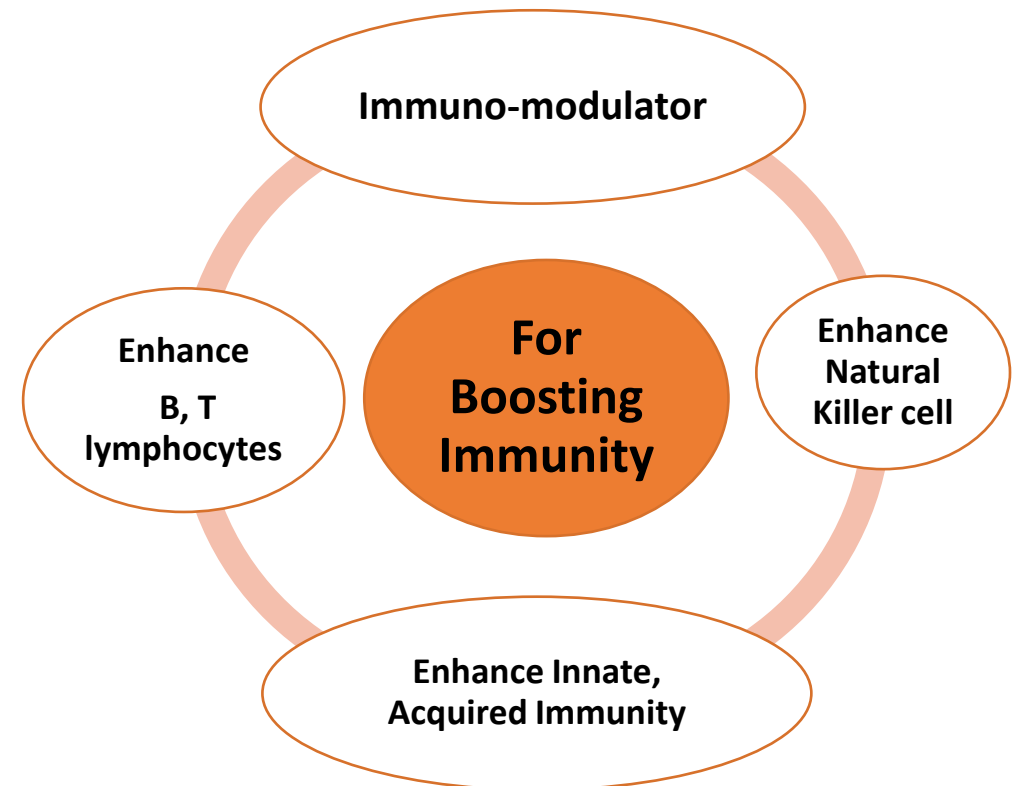 Immuno-modulator
Enhance
Natural
Killer cell
Enhance Innate,
Acquired Immunity
Enhance
B, T
lymphocytes
For
Boosting
Immunity